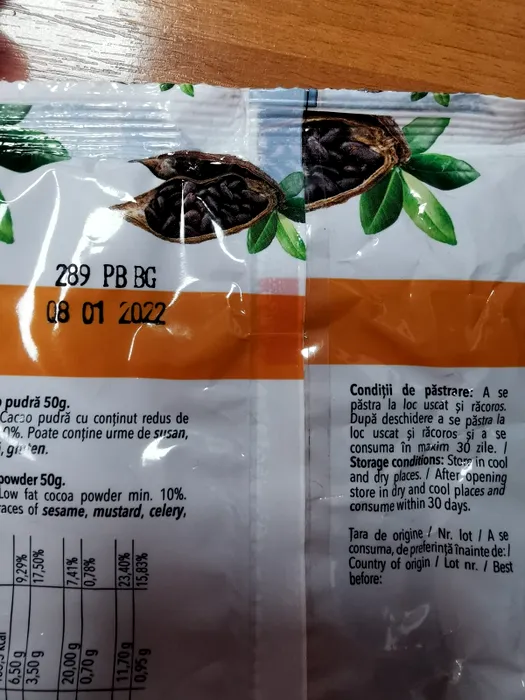 289 PB BG
08 01 2022
pudră 50g.
Cacao pudră cu conținut redus de
0%. Poate conține urme de susan,
gluten.
powder 50g.
Low fat cocoa powder min. 10%.
races of sesame, mustard, celery,
9,29%
17,50%
7,41%
0,78%
23,40%
15,83%
kcal
6,50 g
3,50 g
20,00 g
0,70 g
11,70 g
0,95 g
Condiții de păstrare: A se
păstra la loc uscat și răcoros.
După deschidere a se păstra la
loc uscat și răcoros și a se
consuma în maxim 30 zile. /
Storage conditions: Store in cool
and dry places. / After opening
store in dry and cool places and
consume within 30 days.
Țara de origine / Nr. lot / A se
consuma, de preferință înainte de: /
Country of origin / Lot nr. / Best
before: